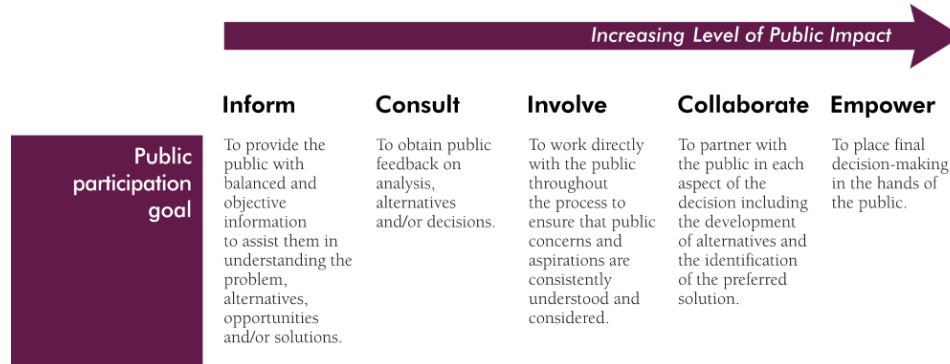 Increasing Level of Public Impact
Inform
To provide the
public with
balanced and
objective
information
to assist them in
understanding the
problem,
alternatives,
opportunities
and/or solutions.
Consult
To obtain public
feedback on
analysis,
alternatives
and/or decisions.
Involve
To work directly
with the public
throughout
the process to
ensure that public
concerns and
aspirations are
consistently
understood and
considered.
Collaborate
To partner with
the public in each
aspect of the
decision including
the development
of alternatives and
the identification
of the preferred
solution.
Empower
To place final
decision-making
in the hands of
the public.
Public
participation
goal